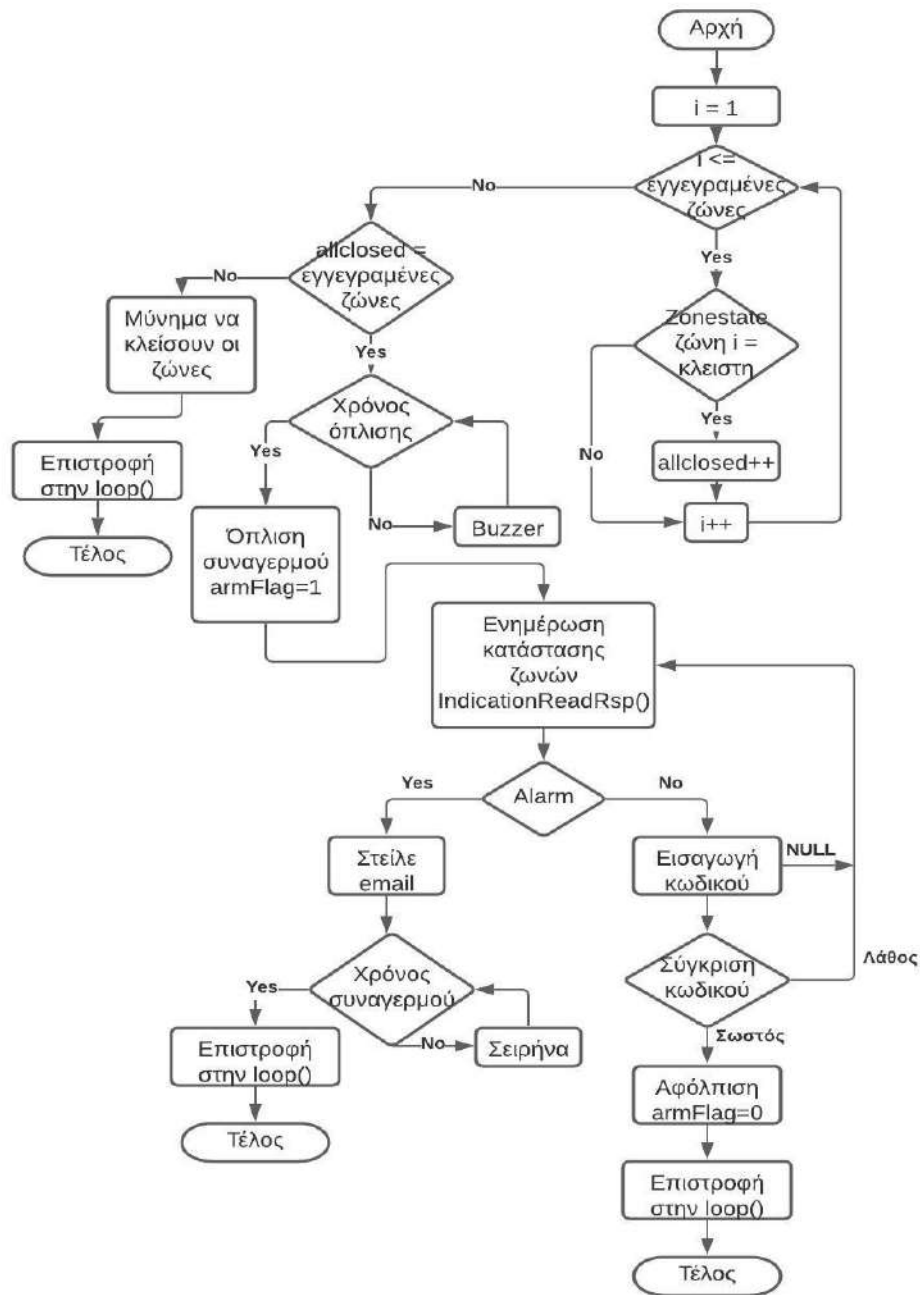 Αρχή
i = 1
i <=
εγγεγραμένες
ζώνες
No
Yes
allclosed =
εγγεγραμένες
ζώνες
No
Yes
Μύνημα να
κλείσουν οι
ζώνες
Zonestate
ζώνη i =
κλειστη
Yes
No
allclosed++
i++
Χρόνος
όπλισης
Yes
No
Buzzer
Επιστροφή
στην loop()
Τέλος
Όπλιση
συναγερμού
armFlag=1
Ενημέρωση
κατάστασης
ζωνών
IndicationReadRsp()
Alarm
Yes
No
Στείλε
email
Εισαγωγή
κωδικού
NULL
Χρόνος
συναγερμού
Yes
No
Σειρήνα
Σύγκριση
κωδικού
Λάθος
Σωστός
Επιστροφή
στην loop()
Τέλος
Αφόλπιση
armFlag=0
Επιστροφή
στην loop()
Τέλος